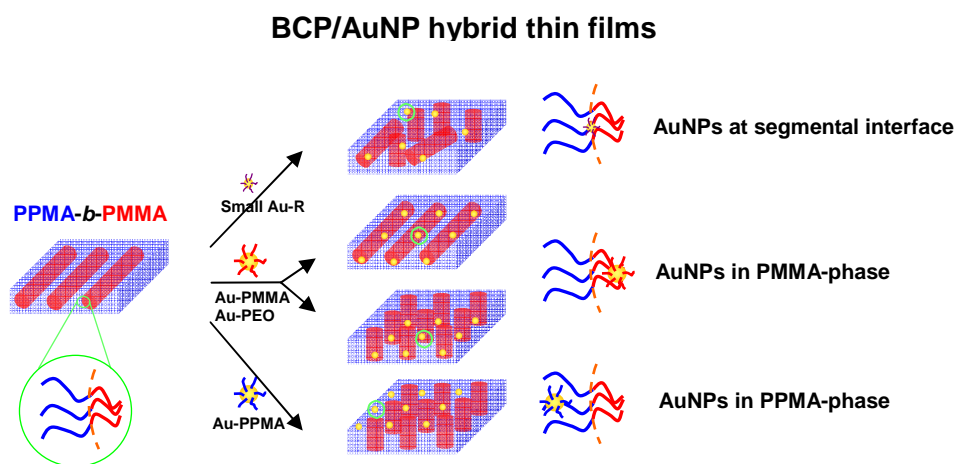 BCP/AuNP hybrid thin films
AuNPs at segmental interface
Small Au-R
PPMA-b-PMMA
AuNPs in PMMA-phase
Au-PMMA
Au-PEO
AuNPs in PPMA-phase
Au-PPMA